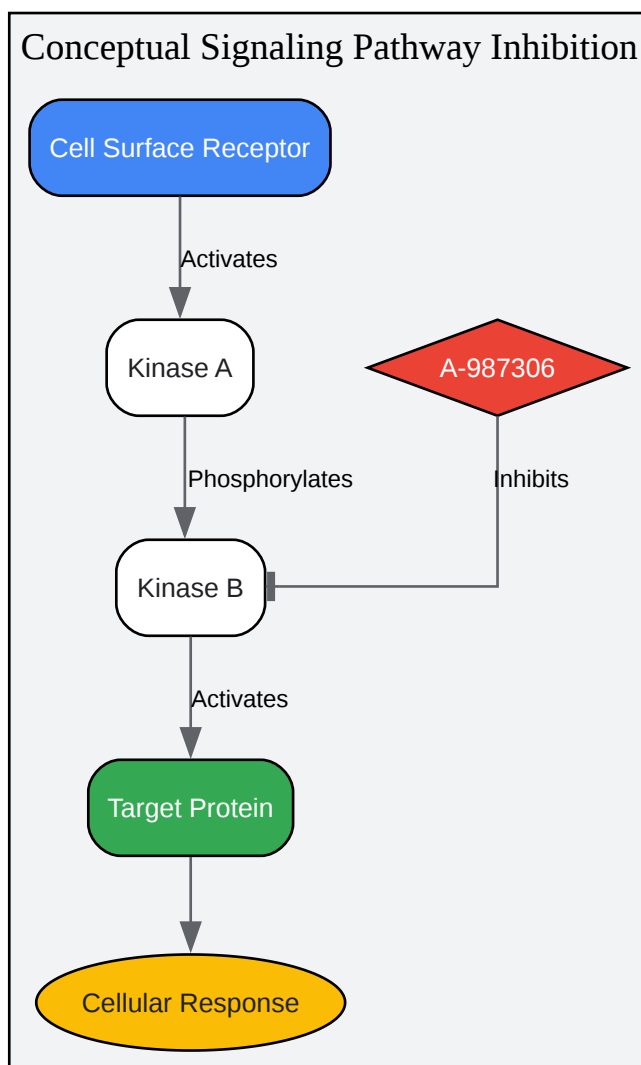 Conceptual Signaling Pathway Inhibition
Cell Surface Receptor
Activates
Kinase A
A-987306
Phosphorylates
Inhibits
Kinase B
Activates
Target Protein
Cellular Response